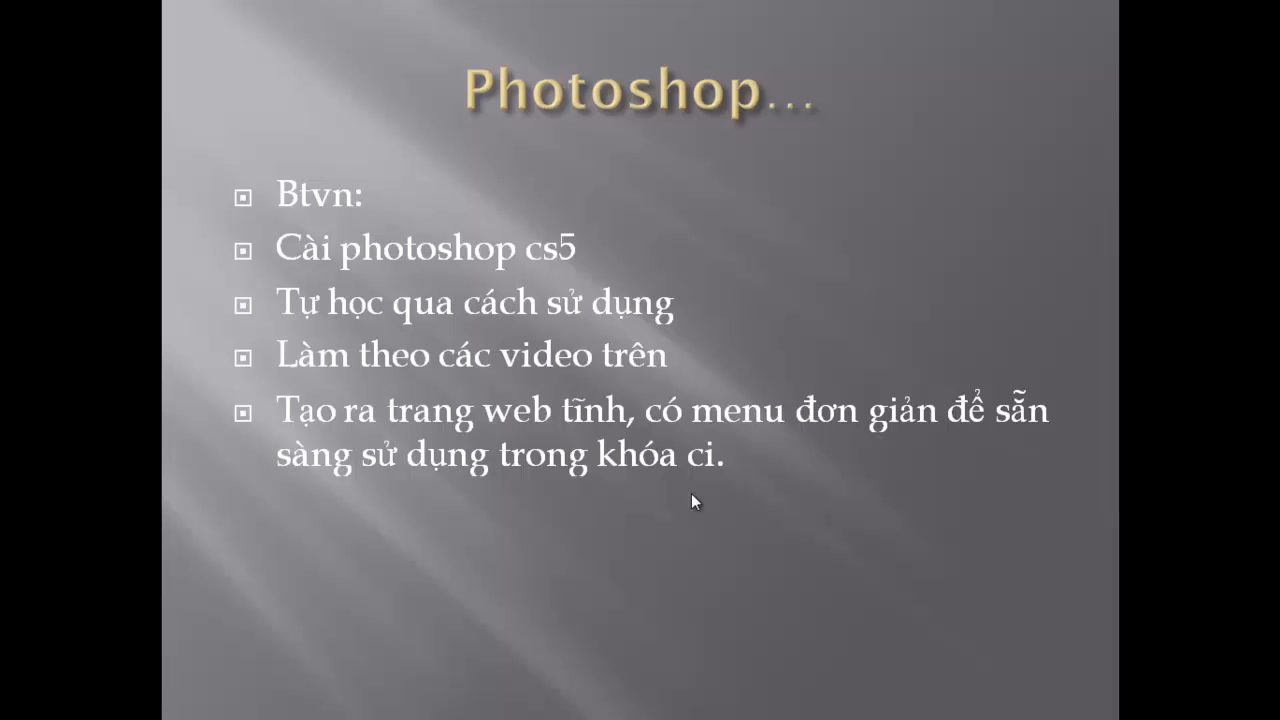 Photoshop...
Btvn:
Cài photoshop cs5
Tự học qua cách sử dụng
Làm theo các video trên
Tạo ra trang web tĩnh, có menu đơn giản để sẵn
sàng sử dụng trong khóa ci.